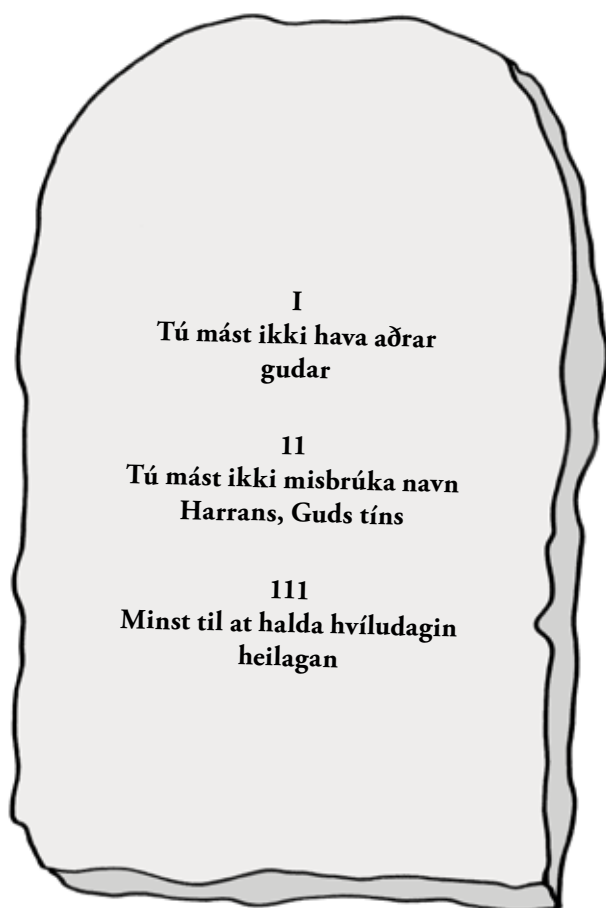 I
Tú mást ikki hava aðrar
gudar
11
Tú mást ikki misbrúka navn
Harrans, Guds tíns
111
Minst til at halda hvíludagin
heilagan